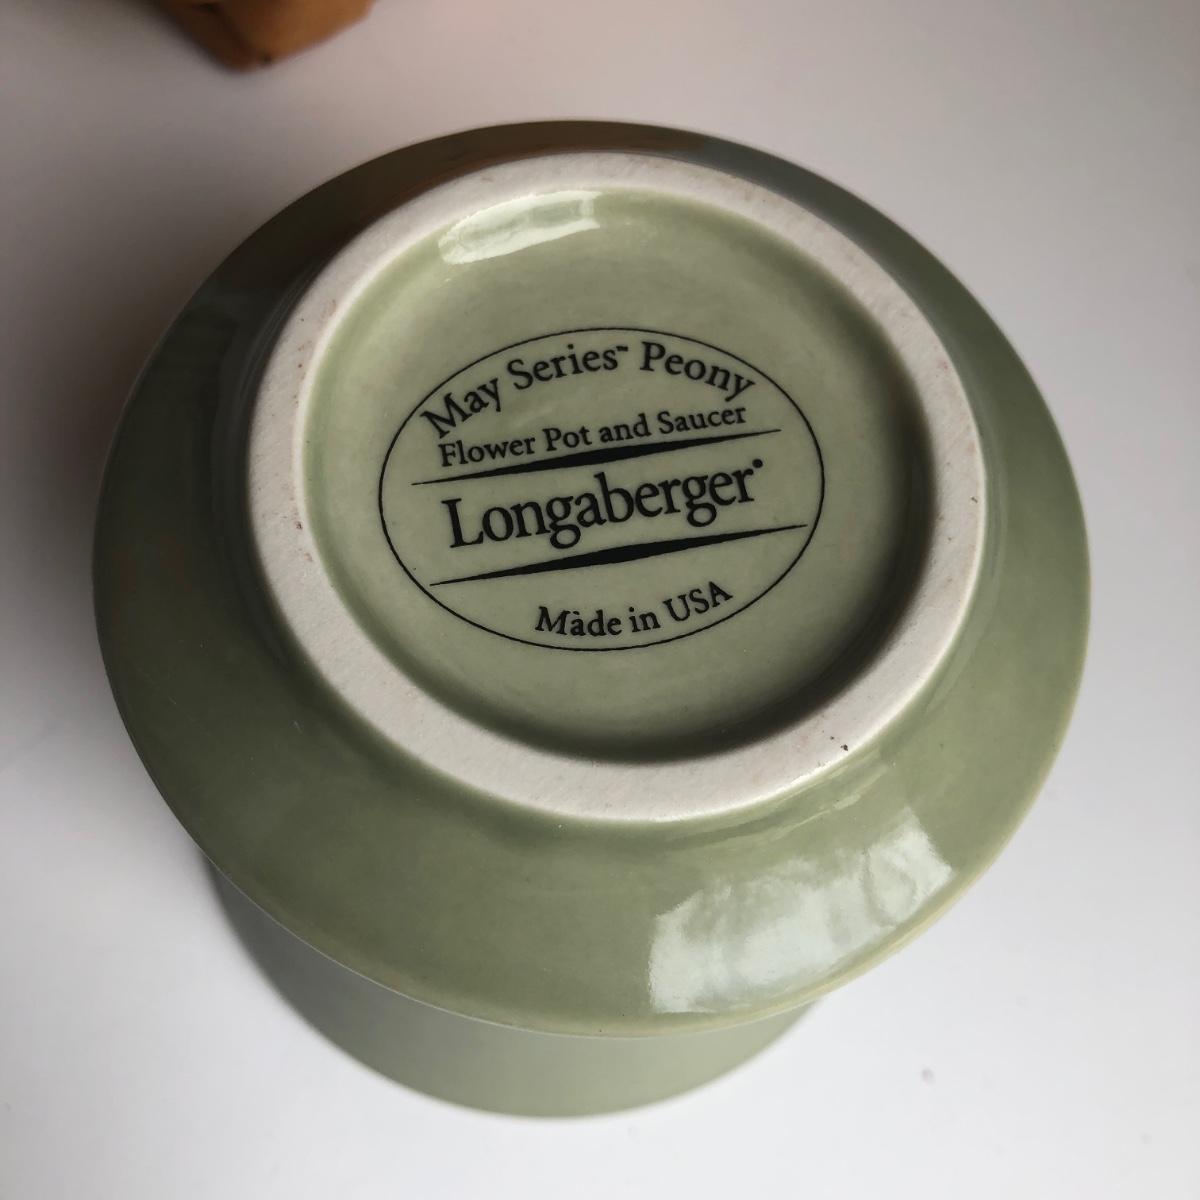 May Series™ Peony
Flower Pot and Saucer
Longaberger®
Made in USA